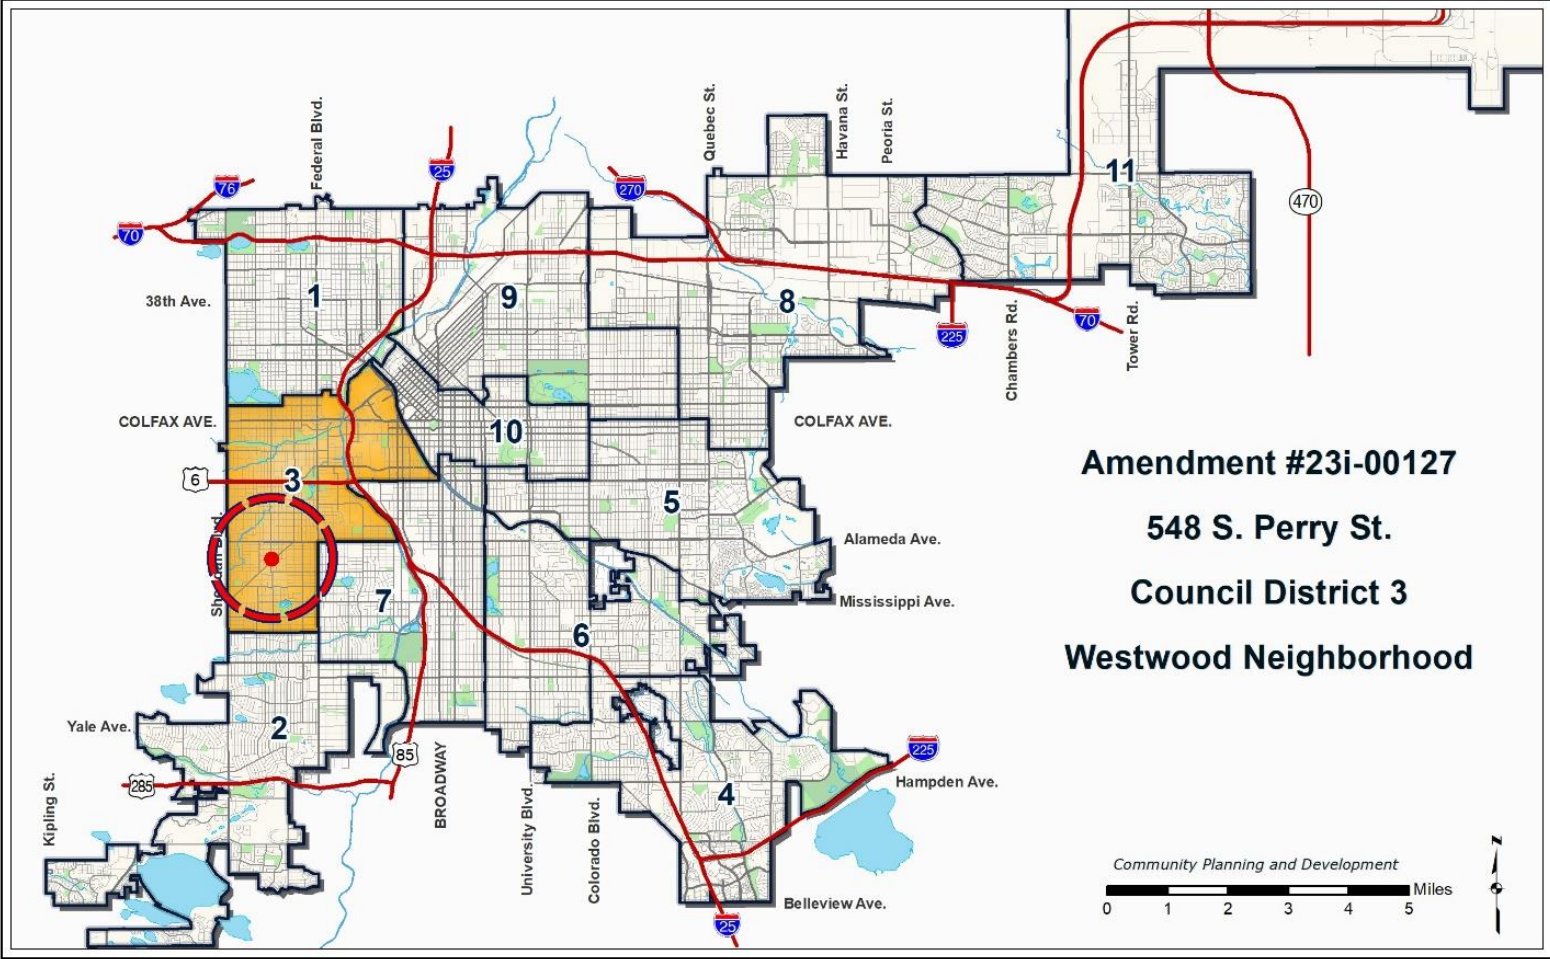 Federal Blvd.
Quebec St.
Havana St.
Peoria St.
25
76
270
70
470
11
38th Ave.
1
9
8
225
70
Chambers Rd.
Tower Rd.
COLFAX AVE.
COLFAX AVE.
10
6
3
5
Amendment #23i-00127
548 S. Perry St.
Council District 3
Westwood Neighborhood
Sheridan Blvd.
Alameda Ave.
Mississippi Ave.
7
6
Yale Ave.
2
85
BROADWAY
225
Hampden Ave.
285
Kipling St.
University Blvd.
Colorado Blvd.
4
Belleview Ave.
25
Community Planning and Development
Miles
0 1 2 3 4 5
N